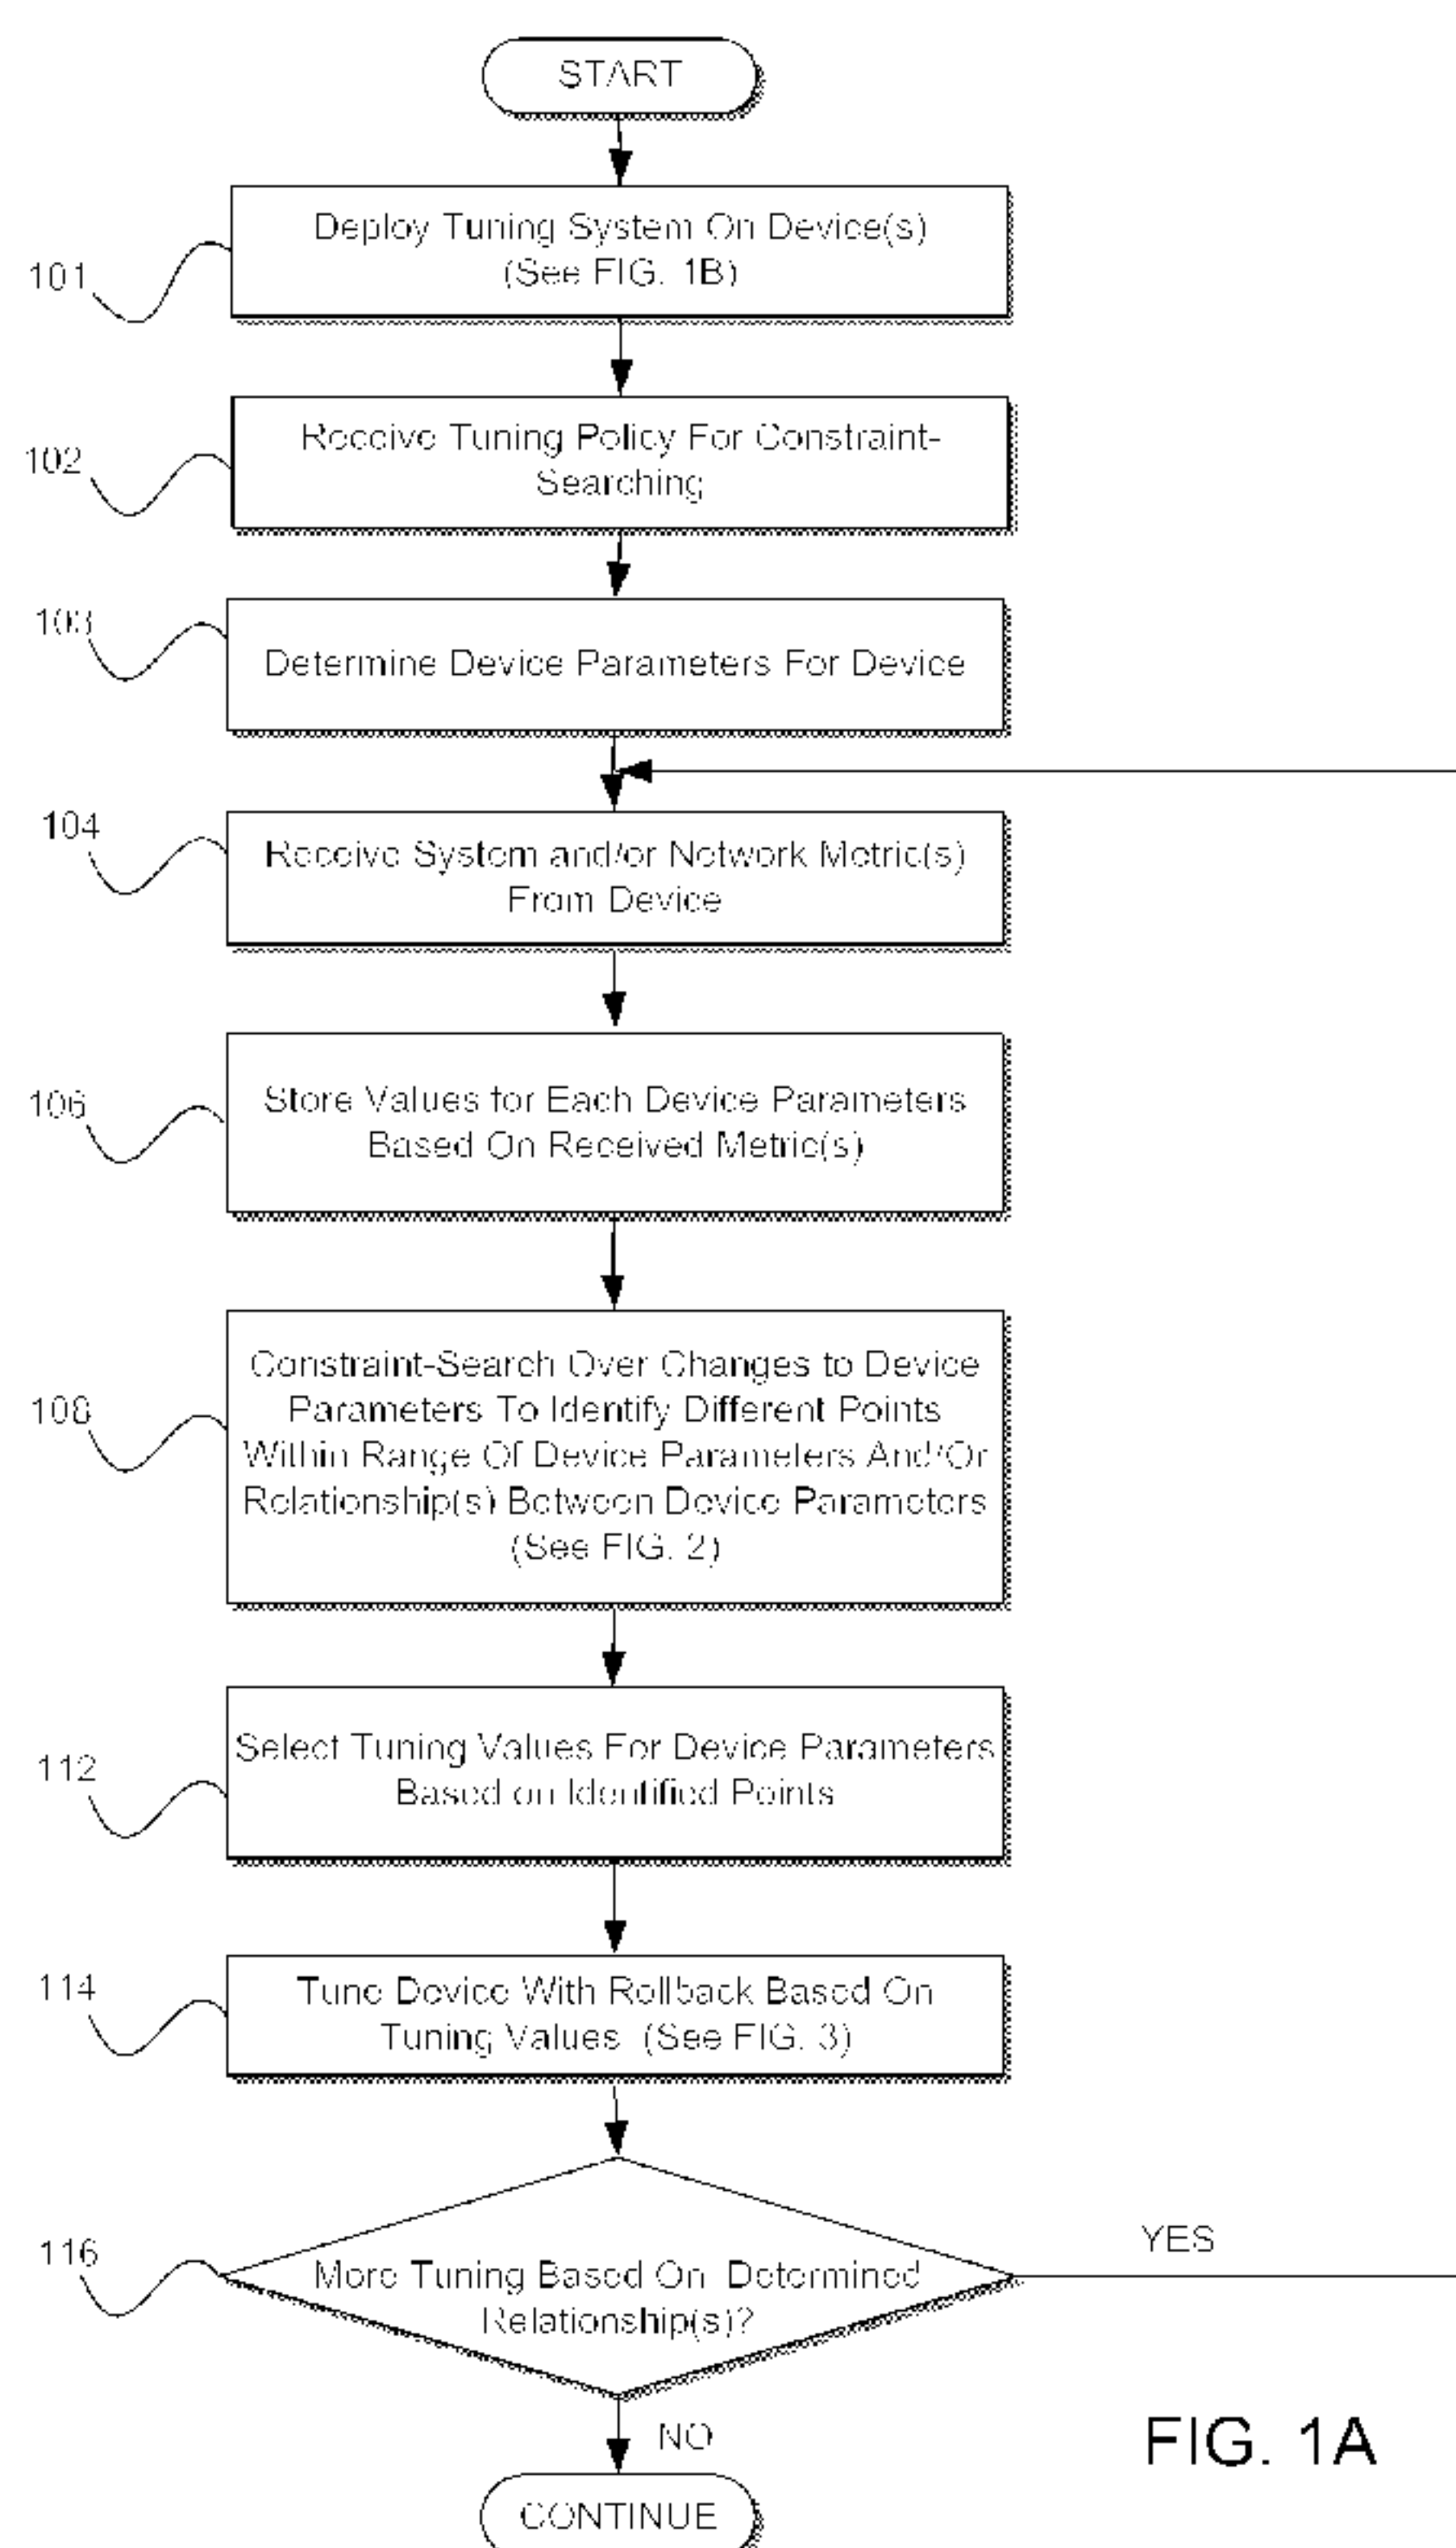 START
101
Deploy Tuning System On Device(s)
(See FIG. 1B)
102
Receive Tuning Policy For Constraint-
Searching
103
Determine Device Parameters For Device
104
Receive System and/or Network Metric(s)
From Device
106
Store Values for Each Device Parameters
Based On Received Metric(s)
108
Constraint-Search Over Changes to Device
Parameters To Identify Different Points
Within Range Of Device Parameters And/Or
Relationship(s) Between Device Parameters
(See FIG. 2)
112
Select Tuning Values For Device Parameters
Based on Identified Points
114
Tune Device With Rollback Based On
Tuning Values (See FIG. 3)
116
More Tuning Based On Determined
Relationship(s)?
YES
NO
CONTINUE
FIG. 1A